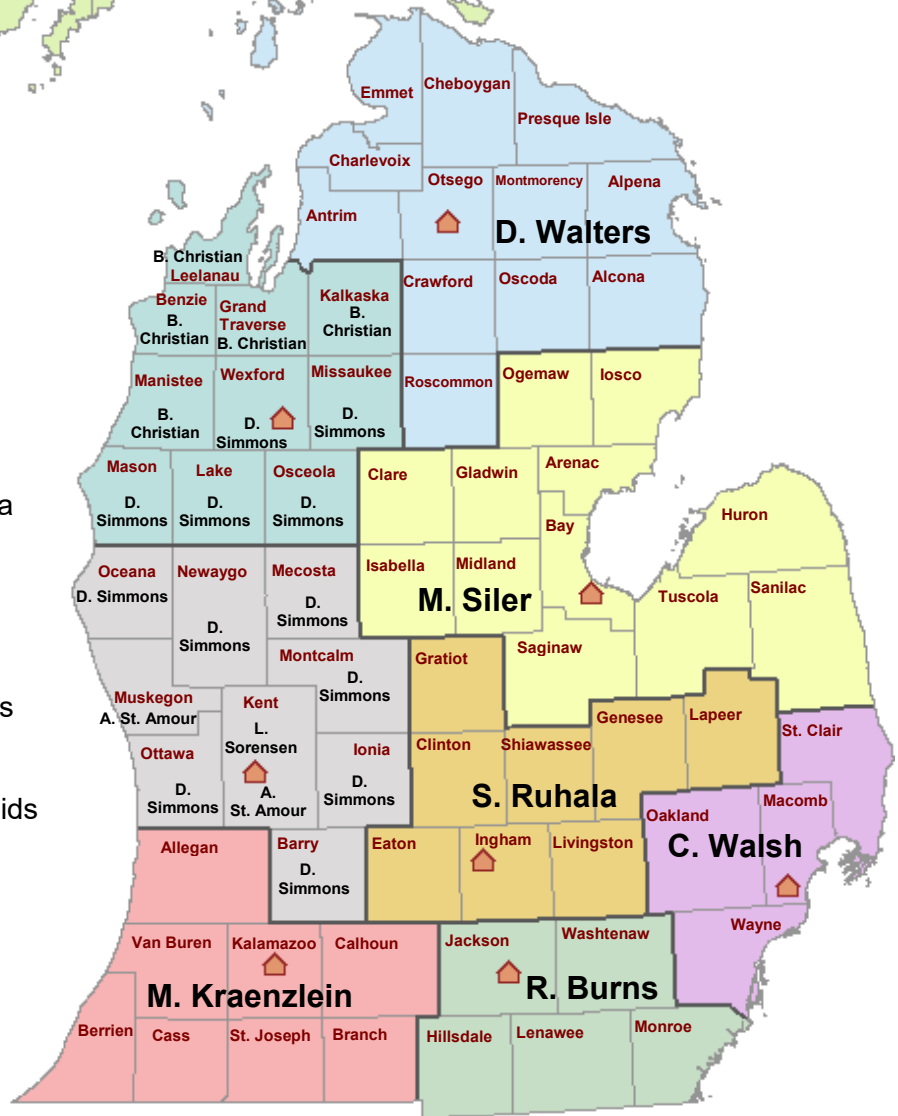 Emmet
Cheboygan
Presque Isle
Charlevoix
Otsego
Montmorency
Alpena
Antrim
D. Walters
B. Christian
Leelanau
Crawford
Oscoda
Alcona
Benzie
B.
Christian
Grand
Traverse
B. Christian
Kalkaska
B.
Christian
Manistee
B.
Christian
Wexford
D.
Simmons
Missaukee
D.
Simmons
Roscommon
Ogemaw
Iosco
Mason
D.
Simmons
Lake
D.
Simmons
Osceola
D.
Simmons
Clare
Gladwin
Arenac
a
Bay
Huron
Oceana
D. Simmons
Newaygo
D.
Simmons
Mecosta
D.
Simmons
Isabella
Midland
M. Siler
Tuscola
Sanilac
Saginaw
Montcalm
D.
Simmons
Gratiot
Muskegon
A. St. Amour
s
Kent
L.
Sorensen
A.
St. Amour
Ottawa
D.
Simmons
Ionia
D.
Simmons
Clinton
Shiawassee
Genesee
Lapeer
St. Clair
S. Ruhala
ids
Oakland
Macomb
C. Walsh
Allegan
Barry
D.
Simmons
Eaton
Ingham
Livingston
Wayne
Van Buren
Kalamazoo
Calhoun
Jackson
Washtenaw
M. Kraenzlein
R. Burns
Berrien
Cass
St. Joseph
Branch
Hillsdale
Lenawee
Monroe